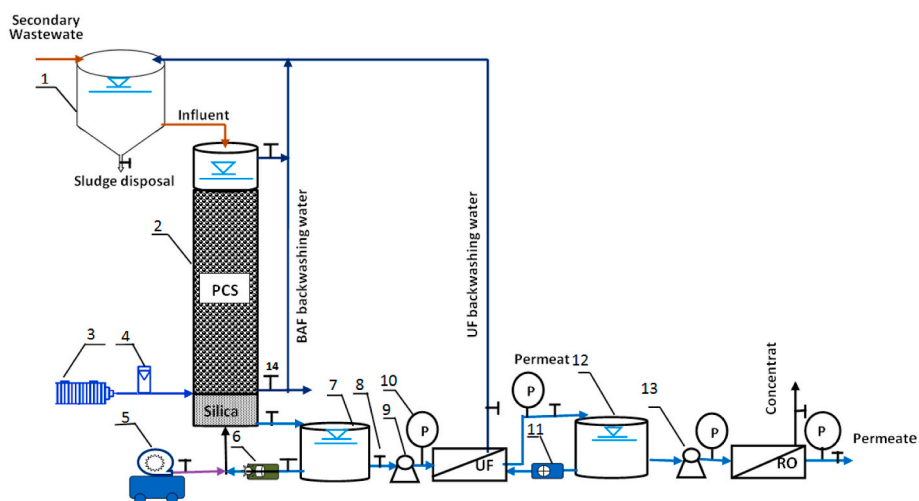 Secondary
Wastewate
1
Influent
Sludge disposal
2
PCS
BAF backwashing water
UF backwashing water
3
4
14
Silica
5
6
7
8
9
10
P
UF
Permeat
P
11
12
13
P
Concentrat
RO
P
Permeate